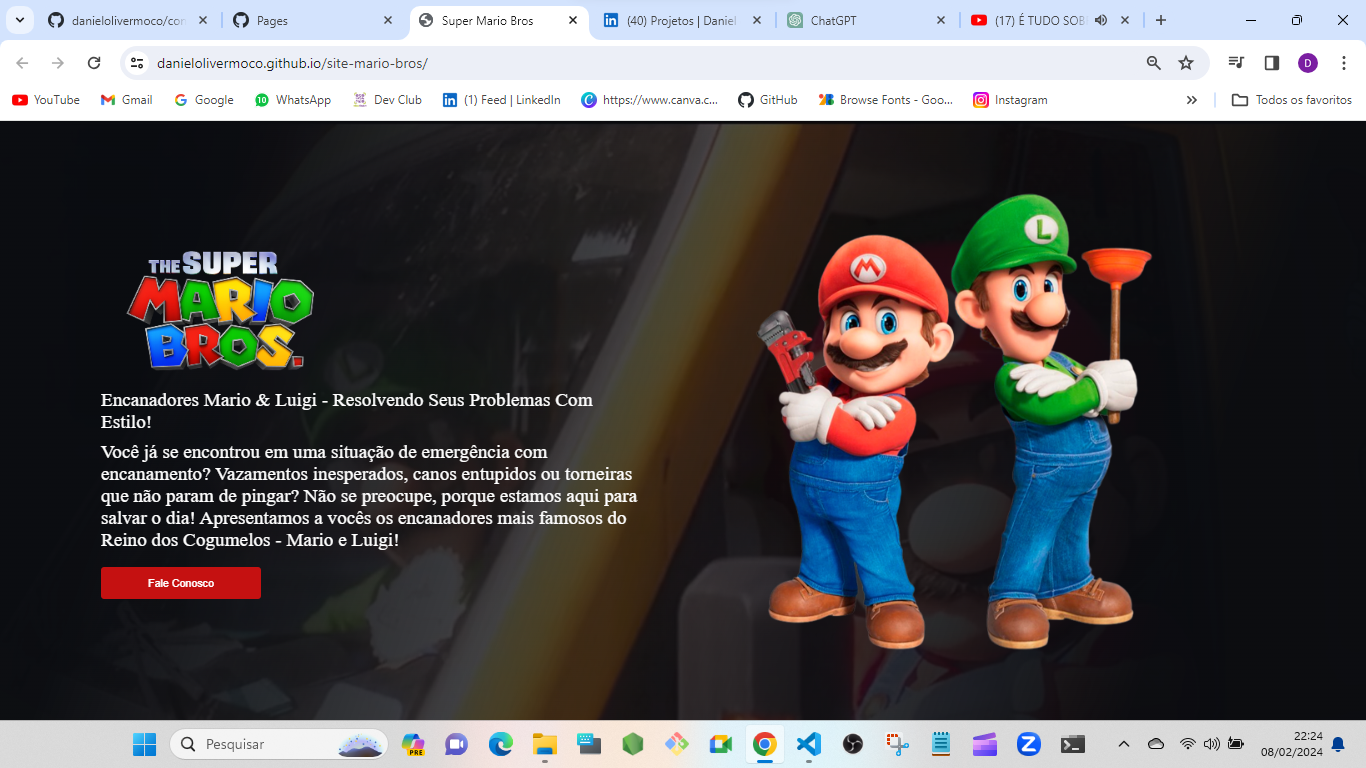 danielolivermoco/con
Pages
Super Mario Bros
(40) Projetos | Daniel
ChatGPT
(17) É TUDO SOB
danielolivermoco.github.io/site-mario-bros/
D
YouTube
Gmail
Google
10
WhatsApp
Dev Club
(1) Feed | LinkedIn
https://www.canva.c...
GitHub
Browse Fonts - Goo...
Instagram
Todos os favoritos
THE SUPER
MARIO
BROS.
M
L
Encanadores Mario & Luigi - Resolvendo Seus Problemas Com
Estilo!
Você já se encontrou em uma situação de emergência com
encanamento? Vazamentos inesperados, canos entupidos ou torneiras
que não param de pingar? Não se preocupe, porque estamos aqui para
salvar o dia! Apresentamos a vocês os encanadores mais famosos do
Reino dos Cogumelos - Mario e Luigi!
Fale Conosco
Pesquisar
PRE
22:24
08/02/2024